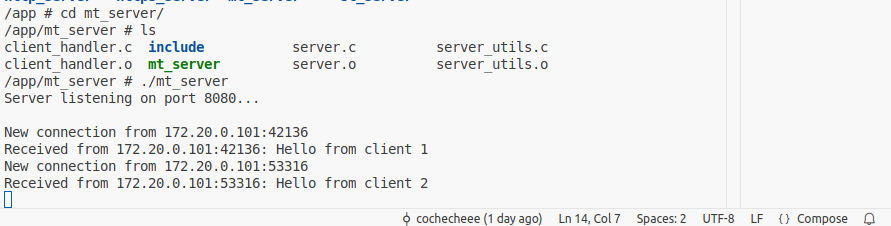 /app # cd mt_server/
/app/mt_server # ls
client_handler.c  include           server.c          server_utils.c
client_handler.o  mt_server         server.o          server_utils.o
/app/mt_server # ./mt_server
Server listening on port 8080...
New connection from 172.20.0.101:42136
Received from 172.20.0.101:42136: Hello from client 1
New connection from 172.20.0.101:53316
Received from 172.20.0.101:53316: Hello from client 2
cochecheee (1 day ago)  Ln 14, Col 7  Spaces: 2  UTF-8  LF  {} Compose